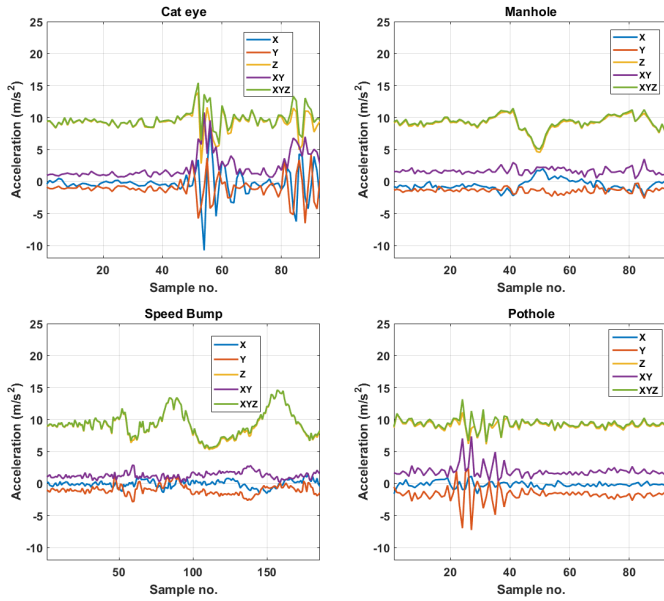 Cat eye
25
20
15
10
5
0
-5
-10
Acceleration (m/s²)
20 40 60 80
Sample no.
X
Y
Z
XY
XYZ
Manhole
25
20
15
10
5
0
-5
-10
Acceleration (m/s²)
20 40 60 80
Sample no.
X
Y
Z
XY
XYZ
Speed Bump
25
20
15
10
5
0
-5
-10
Acceleration (m/s²)
50 100 150
Sample no.
X
Y
Z
XY
XYZ
Pothole
25
20
15
10
5
0
-5
-10
Acceleration (m/s²)
20 40 60 80
Sample no.
X
Y
Z
XY
XYZ